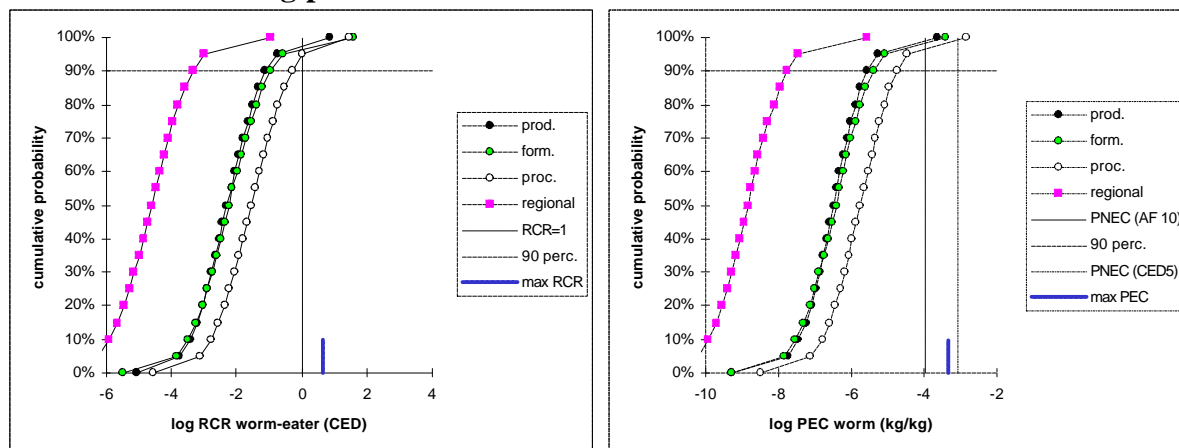 cumulative probability
100%
90%
80%
70%
60%
50%
40%
30%
20%
10%
0%
-6
-4
-2
0
2
4
log RCR worm-eater (CED)
prod.
form.
proc.
regional
RCR=1
90 perc.
max RCR
cumulative probability
100%
90%
80%
70%
60%
50%
40%
30%
20%
10%
0%
-10
-8
-6
-4
-2
log PEC worm (kg/kg)
prod.
form.
proc.
regional
PNEC (AF 10)
90 perc.
PNEC (CED5)
max PEC